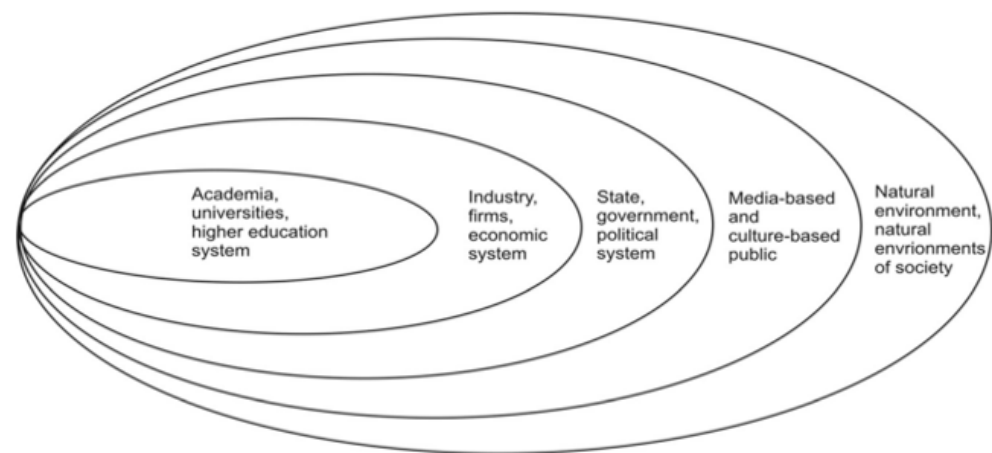 Academia,
universities,
higher education
system
Industry,
firms,
economic
system
State,
government,
political
system
Media-based
and
culture-based
public
Natural
environment,
natural
envrionments
of society